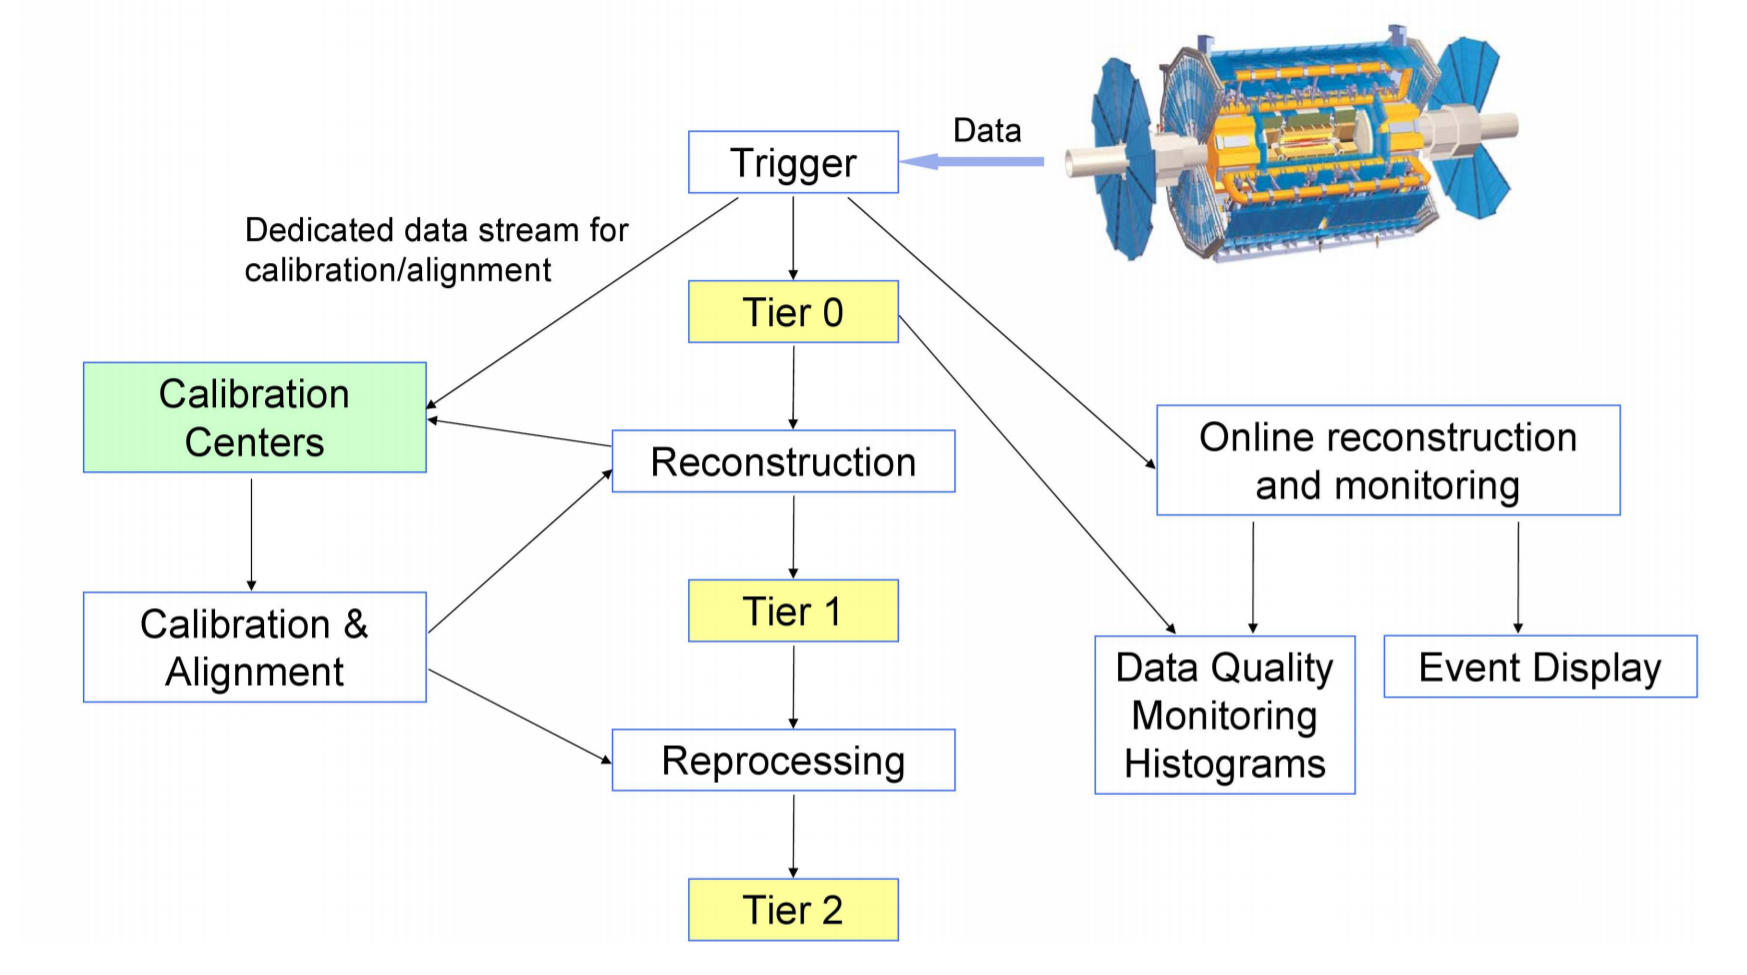 Data
Trigger
Dedicated data stream for
calibration/alignment
Tier 0
Calibration
Centers
Reconstruction
Online reconstruction
and monitoring
Calibration &
Alignment
Tier 1
Data Quality
Monitoring
Histograms
Event Display
Reprocessing
Tier 2